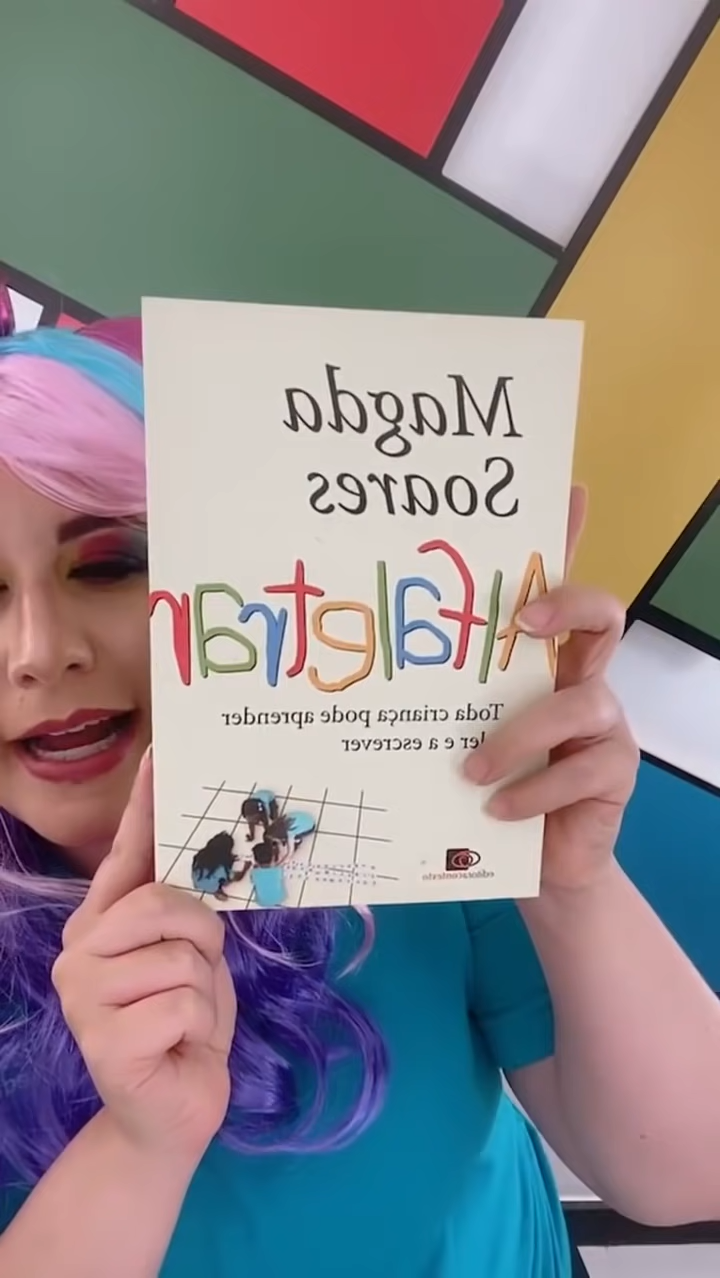 Magda
Soares
Alfaletrar
Toda criança pode aprender
ler e a escrever
editoracontexto